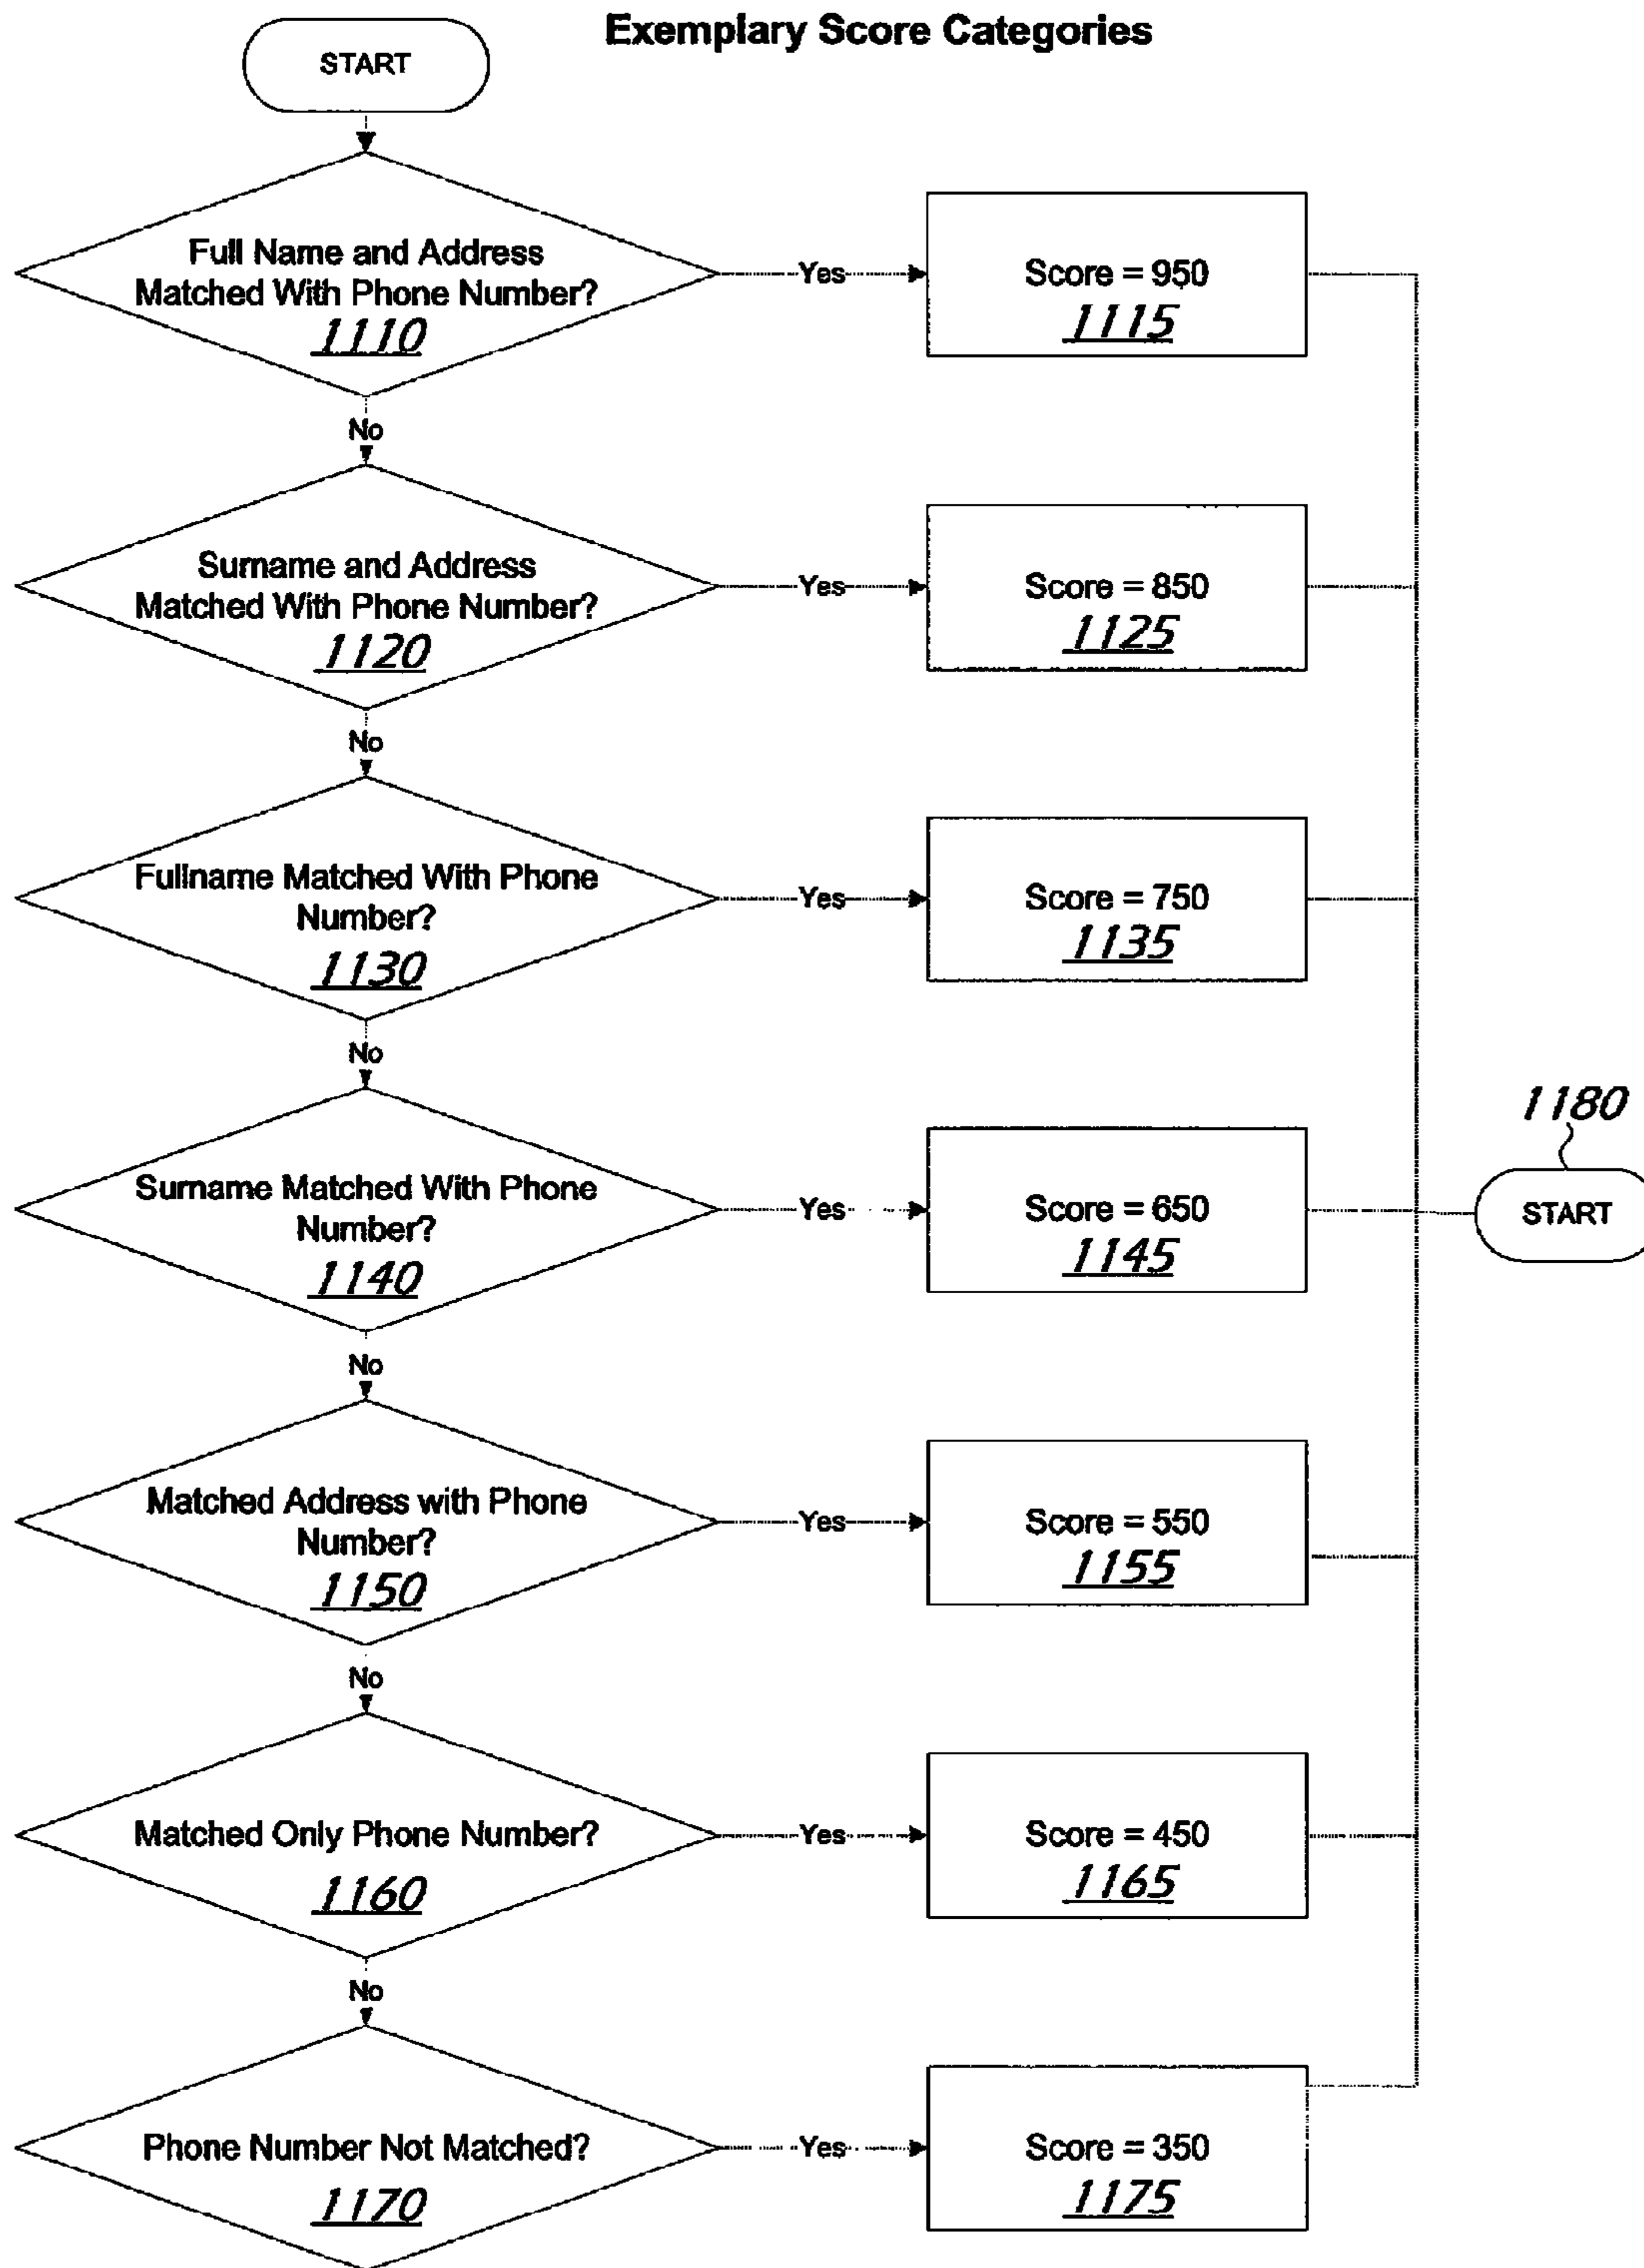 Exemplary Score Categories
START
Full Name and Address
Matched With Phone Number?
1110
Yes
Score = 950
1115
No
Surname and Address
Matched With Phone Number?
1120
Yes
Score = 850
1125
No
Fullname Matched With Phone
Number?
1130
Yes
Score = 750
1135
No
Surname Matched With Phone
Number?
1140
Yes
Score = 650
1145
1180
START
No
Matched Address with Phone
Number?
1150
Yes
Score = 550
1155
No
Matched Only Phone Number?
1160
Yes
Score = 450
1165
No
Phone Number Not Matched?
1170
Yes
Score = 350
1175